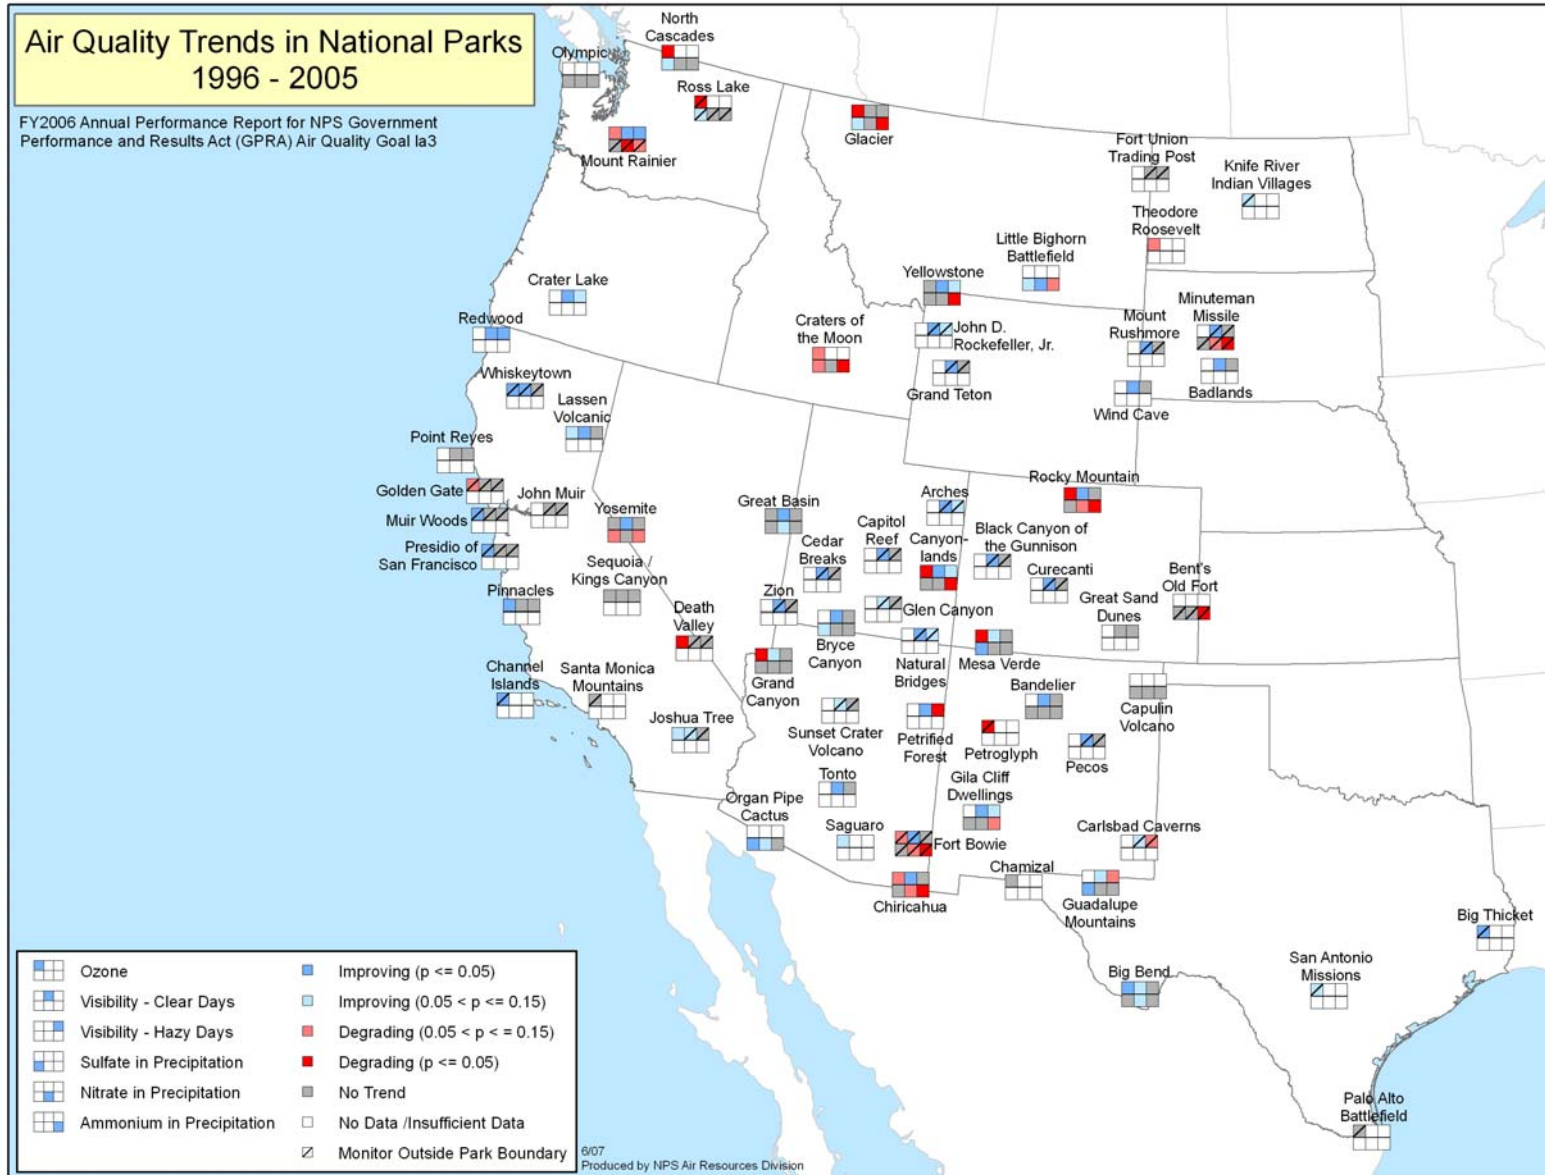 Air Quality Trends in National Parks
1996 - 2005
FY2006 Annual Performance Report for NPS Government
Performance and Results Act (GPRA) Air Quality Goal Ia3
North
Cascades
Olympic
Ross Lake
Mount Rainier
Glacier
Fort Union
Trading Post
Knife River
Indian Villages
Theodore
Roosevelt
Little Bighorn
Battlefield
Yellowstone
Crater Lake
Redwood
Craters of
the Moon
John D.
Rockefeller, Jr.
Grand Teton
Mount
Rushmore
Minuteman
Missile
Badlands
Wind Cave
Whiskeytown
Lassen
Volcanic
Point Reyes
Golden Gate
John Muir
Muir Woods
Presidio of
San Francisco
Yosemite
Sequoia /
Kings Canyon
Pinnacles
Death
Valley
Channel
Islands
Santa Monica
Mountains
Joshua Tree
Great Basin
Cedar
Breaks
Capitol
Reef
Arches
Canyon-
lands
Rocky Mountain
Black Canyon of
the Gunnison
Curecanti
Great Sand
Dunes
Bent's
Old Fort
Zion
Glen Canyon
Bryce
Canyon
Natural
Bridges
Mesa Verde
Grand
Canyon
Bandelier
Capulin
Volcano
Sunset Crater
Volcano
Petrified
Forest
Petroglyph
Pecos
Tonto
Gila Cliff
Dwellings
Organ Pipe
Cactus
Saguaro
Fort Bowie
Carlsbad Caverns
Chamizal
Chiricahua
Guadalupe
Mountains
Big Thicket
Big Bend
San Antonio
Missions
Palo Alto
Battlefield
Ozone
Visibility - Clear Days
Visibility - Hazy Days
Sulfate in Precipitation
Nitrate in Precipitation
Ammonium in Precipitation
Improving (p <= 0.05)
Improving (0.05 < p <= 0.15)
Degrading (0.05 < p < = 0.15)
Degrading (p <= 0.05)
No Trend
No Data /Insufficient Data
Monitor Outside Park Boundary
6/07
Produced by NPS Air Resources Division